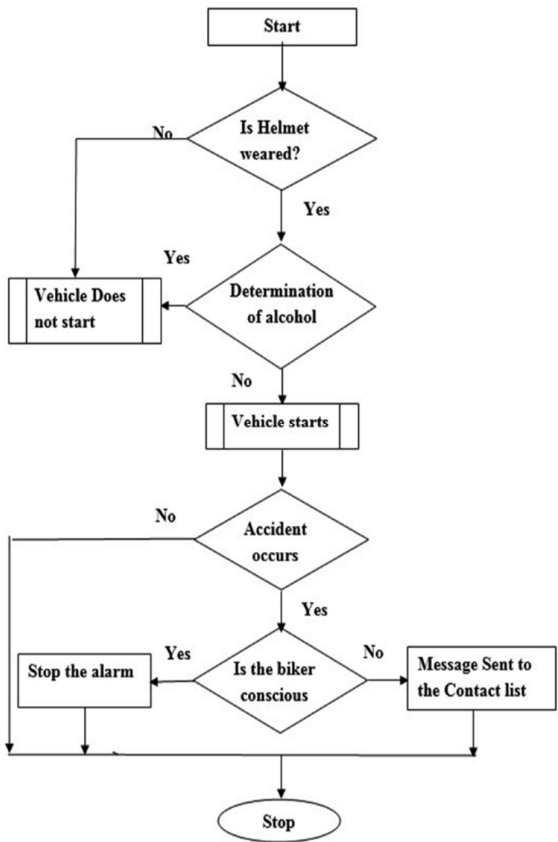 Start
Is Helmet
weared?
No
Yes
Yes
Vehicle Does
not start
Determination
of alcohol
No
Vehicle starts
No
Accident
occurs
Yes
Yes
No
Stop the alarm
Is the biker
conscious
Message Sent to
the Contact list
Stop